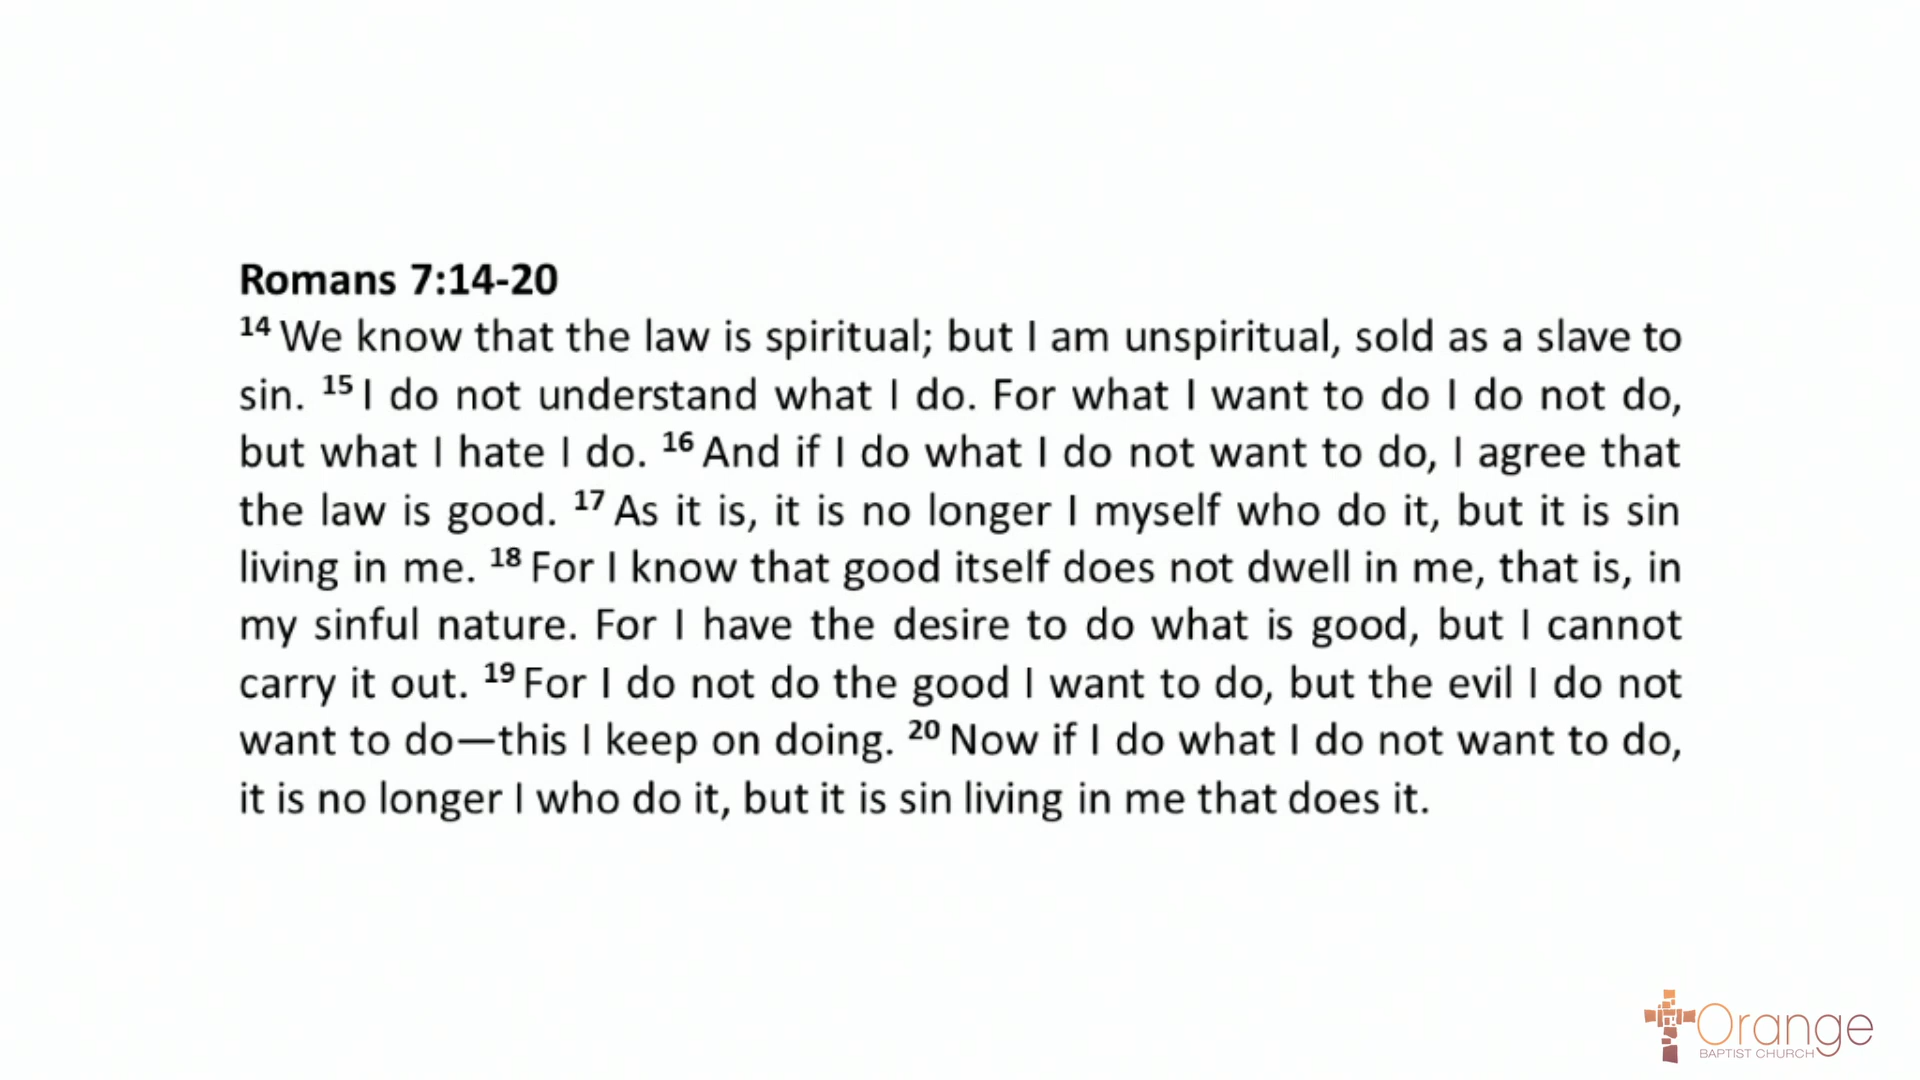 Romans 7:14-20
14 We know that the law is spiritual; but I am unspiritual, sold as a slave to
sin. 15 I do not understand what I do. For what I want to do I do not do,
but what I hate I do. 16 And if I do what I do not want to do, I agree that
the law is good. 17 As it is, it is no longer I myself who do it, but it is sin
living in me. 18 For I know that good itself does not dwell in me, that is, in
my sinful nature. For I have the desire to do what is good, but I cannot
carry it out. 19 For I do not do the good I want to do, but the evil I do not
want to do—this I keep on doing. 20 Now if I do what I do not want to do,
it is no longer I who do it, but it is sin living in me that does it.
Orange
BAPTIST CHURCH